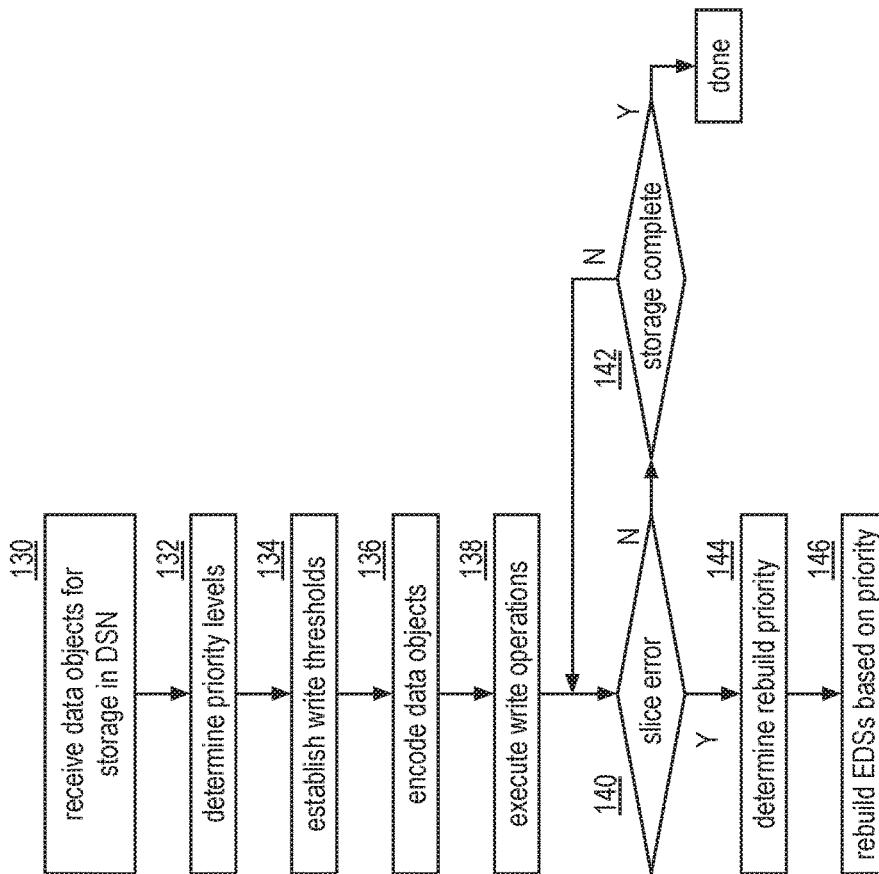 130
receive data objects for
storage in DSN
132
determine priority levels
134
establish write thresholds
136
encode data objects
138
execute write operations
140
slice error
N
Y
142
storage complete
N
Y
done
144
determine rebuild priority
146
rebuild EDSs based on priority